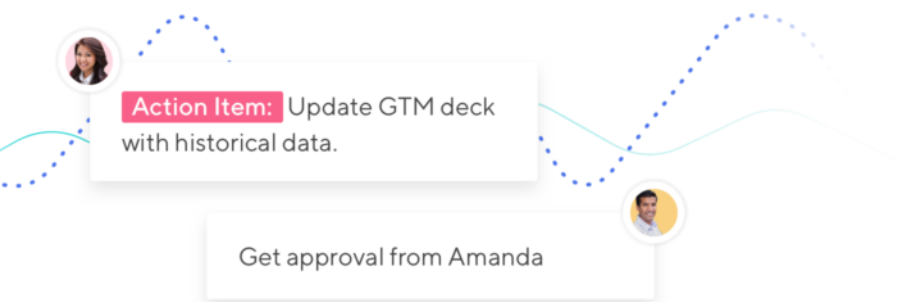 Action Item: Update GTM deck
with historical data.
Get approval from Amanda